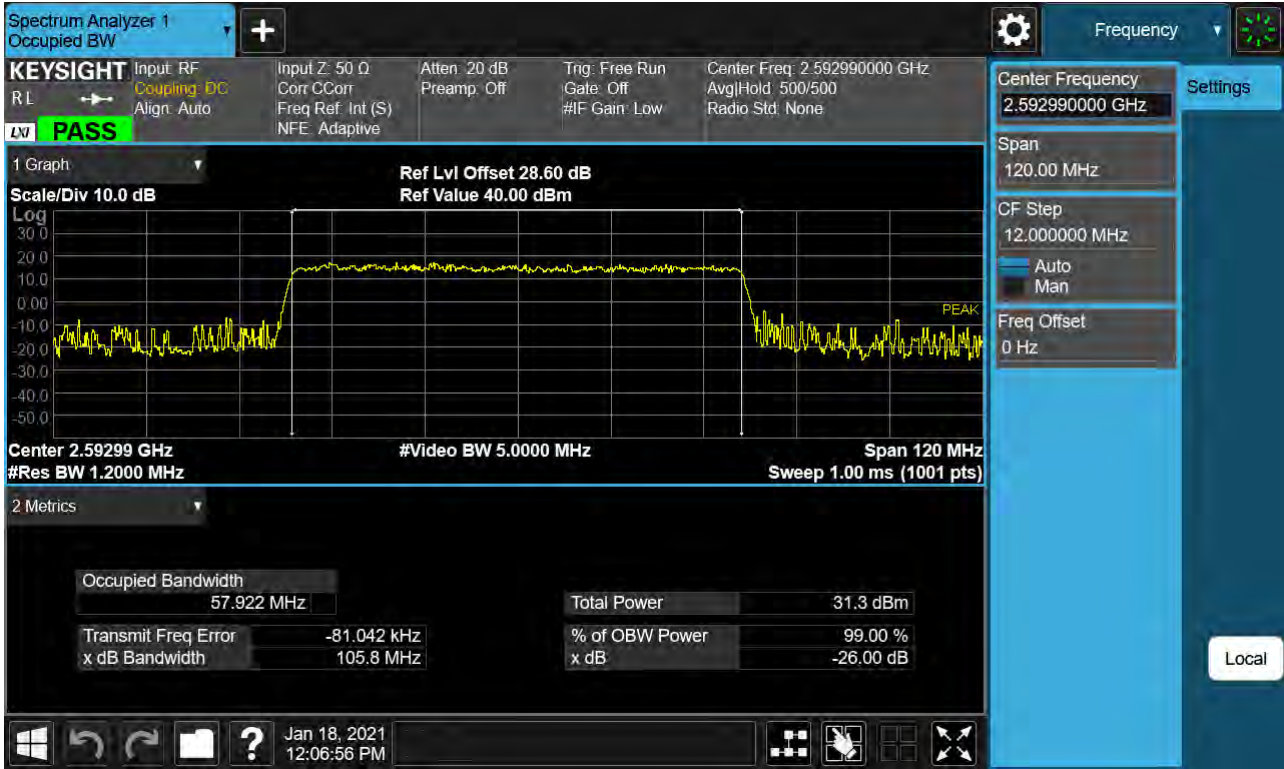 Spectrum Analyzer 1
Occupied BW
+
Frequency
KEYSIGHT
R L
LXI
PASS
Input: RF
Coupling: DC
Align: Auto
Input Z: 50 Ω
Corr CCorr
Freq Ref: Int (S)
NFE: Adaptive
Atten: 20 dB
Preamp: Off
Trig: Free Run
Gate: Off
#IF Gain: Low
Center Freq: 2.592990000 GHz
Avg|Hold: 500/500
Radio Std: None
1 Graph
Scale/Div 10.0 dB
Ref Lvl Offset 28.60 dB
Ref Value 40.00 dBm
Log
30.0
20.0
10.0
0.00
-10.0
-20.0
-30.0
-40.0
-50.0
PEAK
Center 2.59299 GHz
#Res BW 1.2000 MHz
#Video BW 5.0000 MHz
Span 120 MHz
Sweep 1.00 ms (1001 pts)
2 Metrics
Occupied Bandwidth
57.922 MHz
Transmit Freq Error -81.042 kHz
x dB Bandwidth 105.8 MHz
Total Power 31.3 dBm
% of OBW Power 99.00 %
x dB -26.00 dB
Center Frequency
2.592990000 GHz
Span
120.00 MHz
CF Step
12.000000 MHz
Auto
Man
Freq Offset
0 Hz
Settings
Local
?
Jan 18, 2021
12:06:56 PM